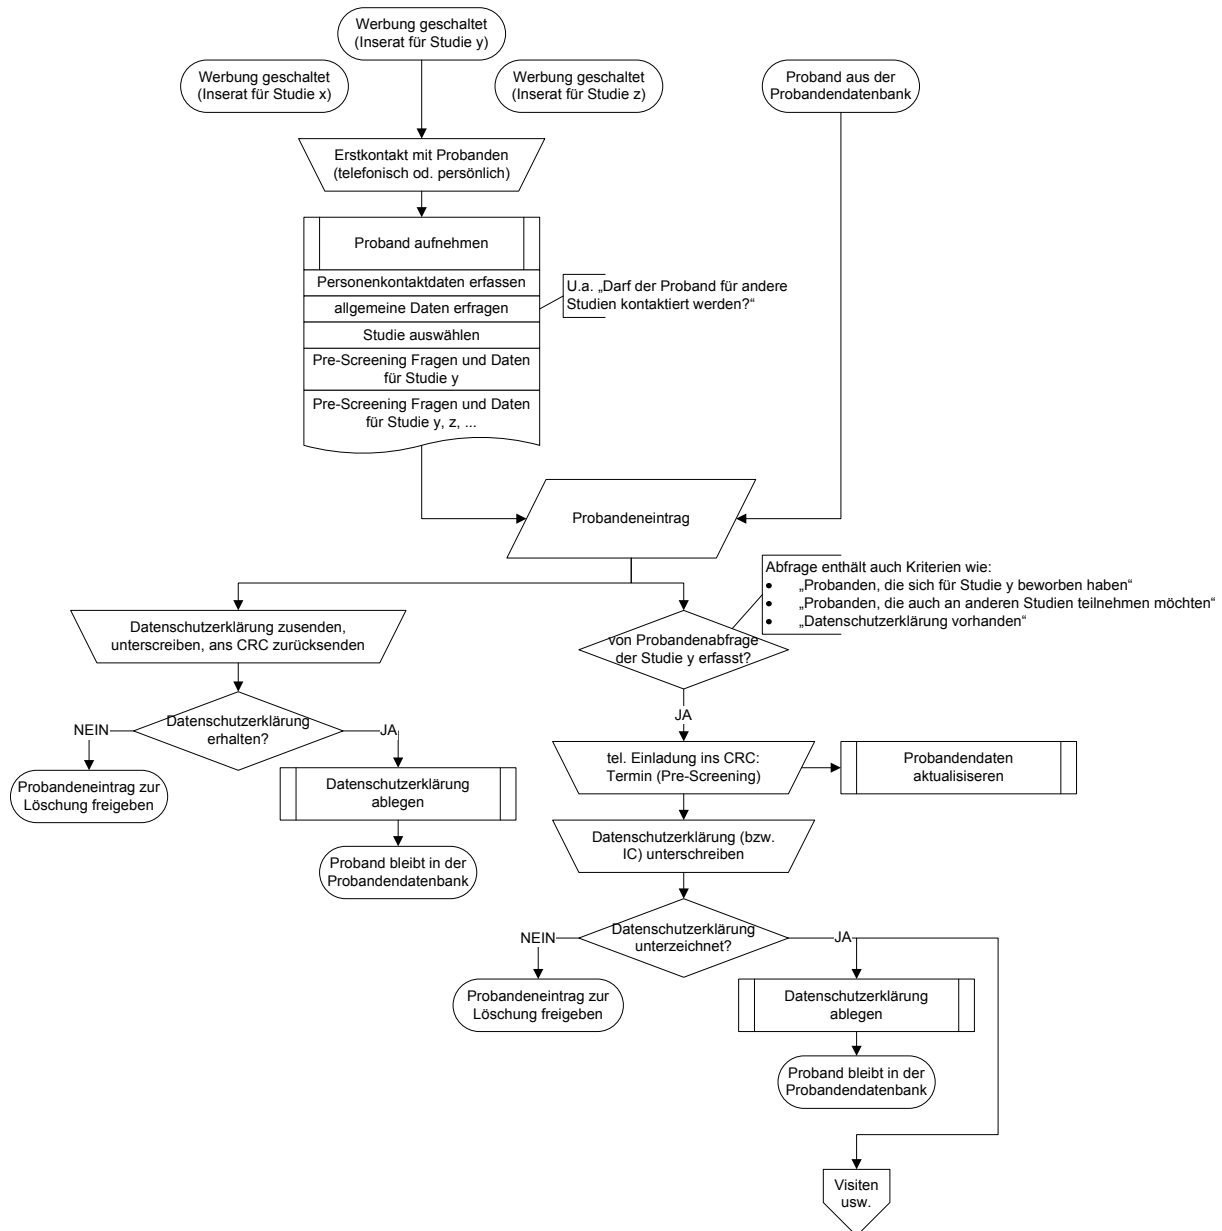 Werbung geschaltet
(Inserat für Studie y)
Werbung geschaltet
(Inserat für Studie x)
Werbung geschaltet
(Inserat für Studie z)
Proband aus der
Probandendatenbank
Erstkontakt mit Probanden
(telefonisch od. persönlich)
Proband aufnehmen
Personenkontaktdaten erfassen
allgemeine Daten erfragen
Studie auswählen
Pre-Screening Fragen und Daten
für Studie y
Pre-Screening Fragen und Daten
für Studie y, z, ...
U.a. „Darf der Proband für andere
Studien kontaktiert werden?“
Probandeneintrag
Abfrage enthält auch Kriterien wie:
• „Probanden, die sich für Studie y beworben haben“
• „Probanden, die auch an anderen Studien teilnehmen möchten“
• „Datenschutzerklärung vorhanden“
Datenschutzerklärung zusenden,
unterscreiben, ans CRC zurücksenden
von Probandenabfrage
der Studie y erfasst?
Datenschutzerklärung
erhalten?
NEIN
JA
JA
Probandeneintrag zur
Löschung freigeben
Datenschutzerklärung
ablegen
Proband bleibt in der
Probandendatenbank
tel. Einladung ins CRC:
Termin (Pre-Screening)
Probandendaten
aktualisiseren
Datenschutzerklärung (bzw.
IC) unterschreiben
Datenschutzerklärung
unterzeichnet?
NEIN
JA
Probandeneintrag zur
Löschung freigeben
Datenschutzerklärung
ablegen
Proband bleibt in der
Probandendatenbank
Visiten
usw.